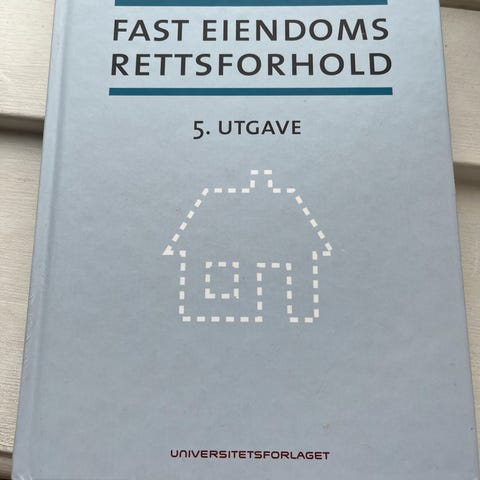 FAST EIENDOMS
RETTSFORHOLD
5. UTGAVE
UNIVERSITETSFORLAGET